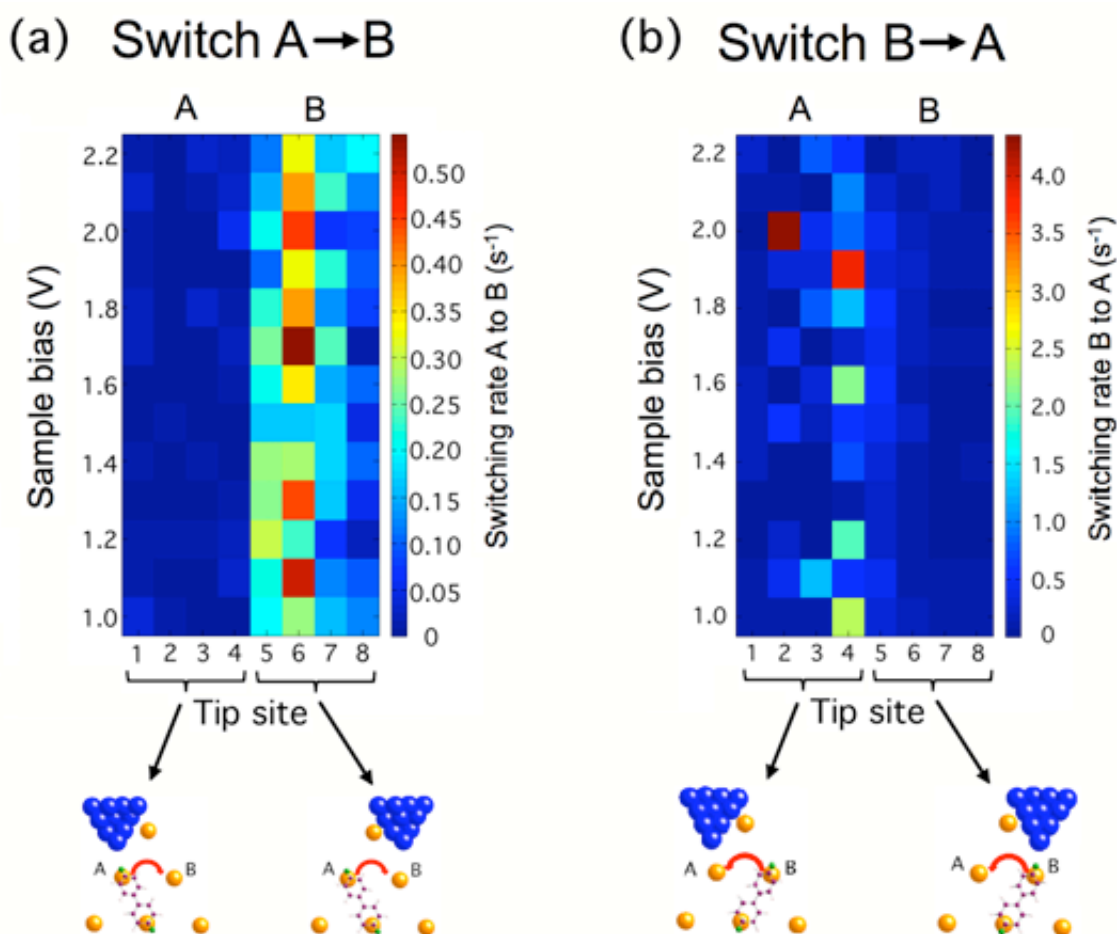 (a) Switch A→B
A B
2.2
2.0
1.8
1.6
1.4
1.2
1.0
Sample bias (V)
1 2 3 4 5 6 7 8
Tip site
0.50
0.45
0.40
0.35
0.30
0.25
0.20
0.15
0.10
0.05
0
Switching rate A to B (s⁻¹)
A B
A B
(b) Switch B→A
A B
2.2
2.0
1.8
1.6
1.4
1.2
1.0
Sample bias (V)
1 2 3 4 5 6 7 8
Tip site
4.0
3.5
3.0
2.5
2.0
1.5
1.0
0.5
0
Switching rate B to A (s⁻¹)
A B
A B